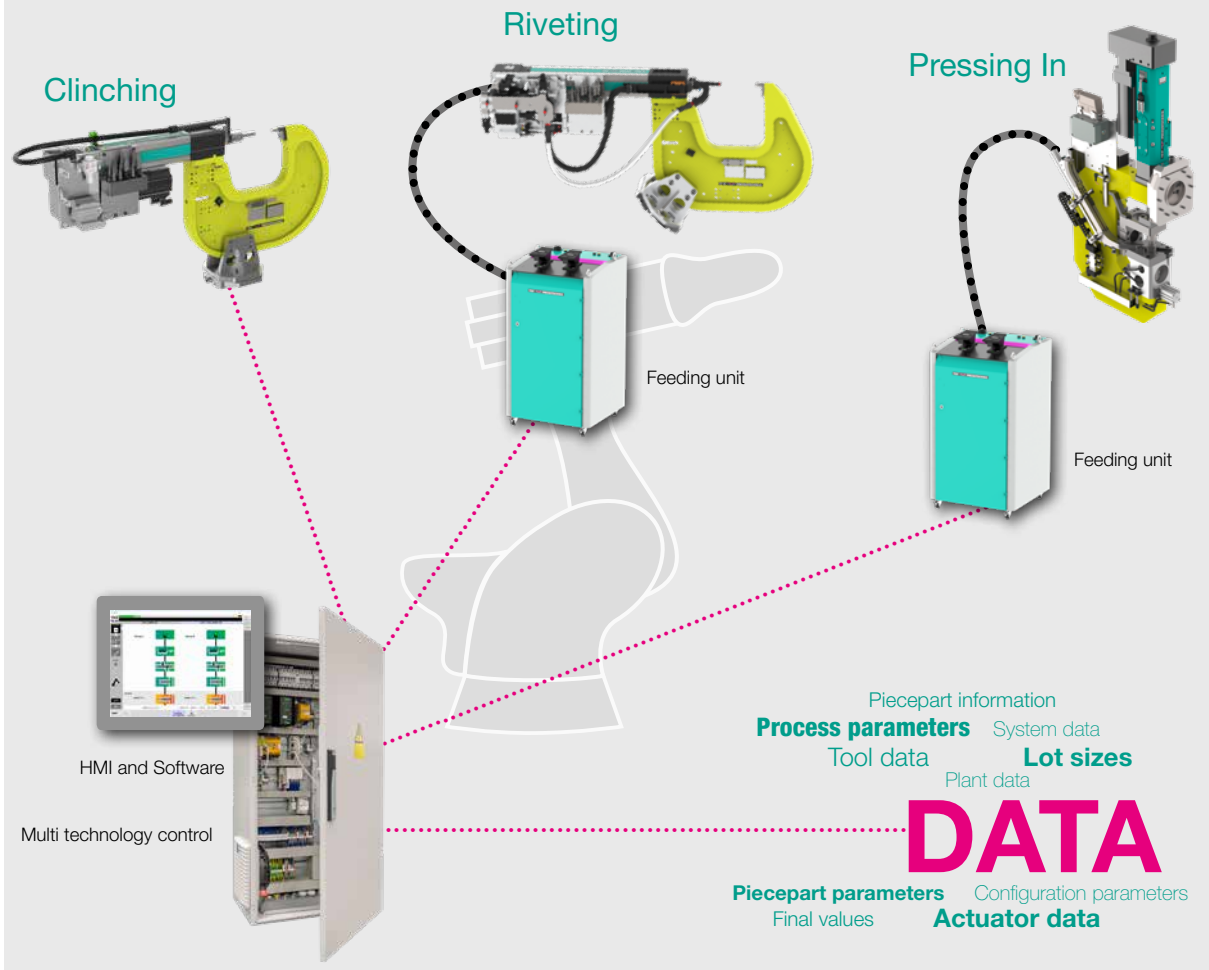 Riveting
Pressing In
Clinching
Feeding unit
Feeding unit
HMI and Software
Multi technology control
Piecepart information
Process parameters System data
Tool data Lot sizes
Plant data
DATA
Piecepart parameters Configuration parameters
Final values Actuator data